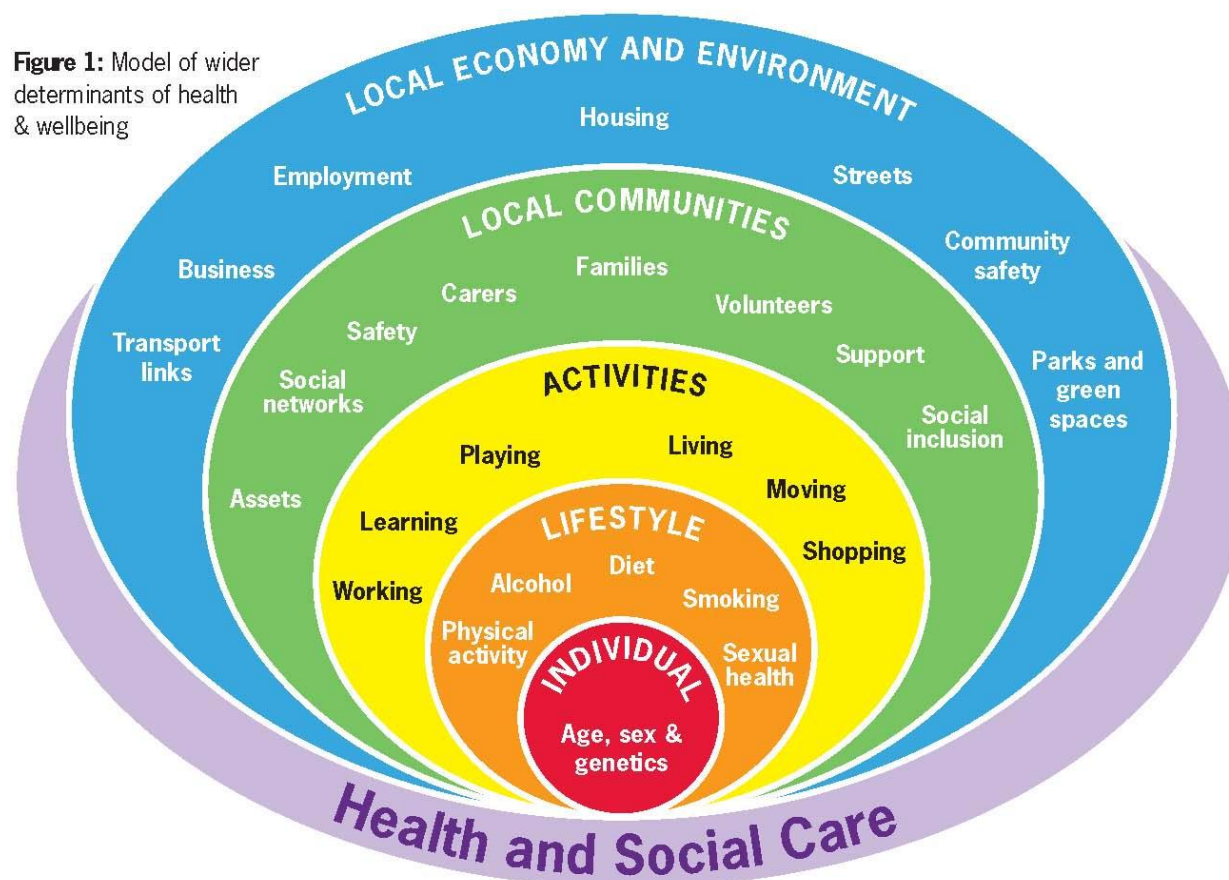 Figure 1: Model of wider
determinants of health
& wellbeing
LOCAL ECONOMY AND ENVIRONMENT
Transport
links
Business
Employment
Housing
Streets
Community
safety
Parks and
green
spaces
LOCAL COMMUNITIES
Assets
Social
networks
Safety
Carers
Families
Volunteers
Support
Social
inclusion
ACTIVITIES
Working
Learning
Playing
Living
Moving
Shopping
LIFESTYLE
Physical
activity
Alcohol
Diet
Smoking
Sexual
health
INDIVIDUAL
Age, sex &
genetics
Health and Social Care